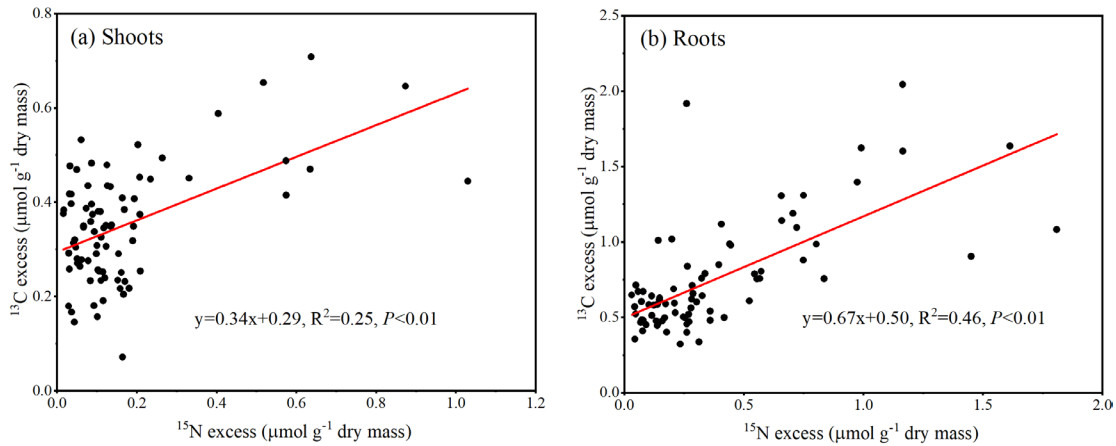 (a) Shoots
0.8
0.6
0.4
0.2
0.0
¹³C excess (μmol g⁻¹ dry mass)
y=0.34x+0.29, R²=0.25, P<0.01
0.0 0.2 0.4 0.6 0.8 1.0 1.2
¹⁵N excess (μmol g⁻¹ dry mass)
(b) Roots
2.5
2.0
1.5
1.0
0.5
0.0
¹³C excess (μmol g⁻¹ dry mass)
y=0.67x+0.50, R²=0.46, P<0.01
0.0 0.5 1.0 1.5 2.0
¹⁵N excess (μmol g⁻¹ dry mass)